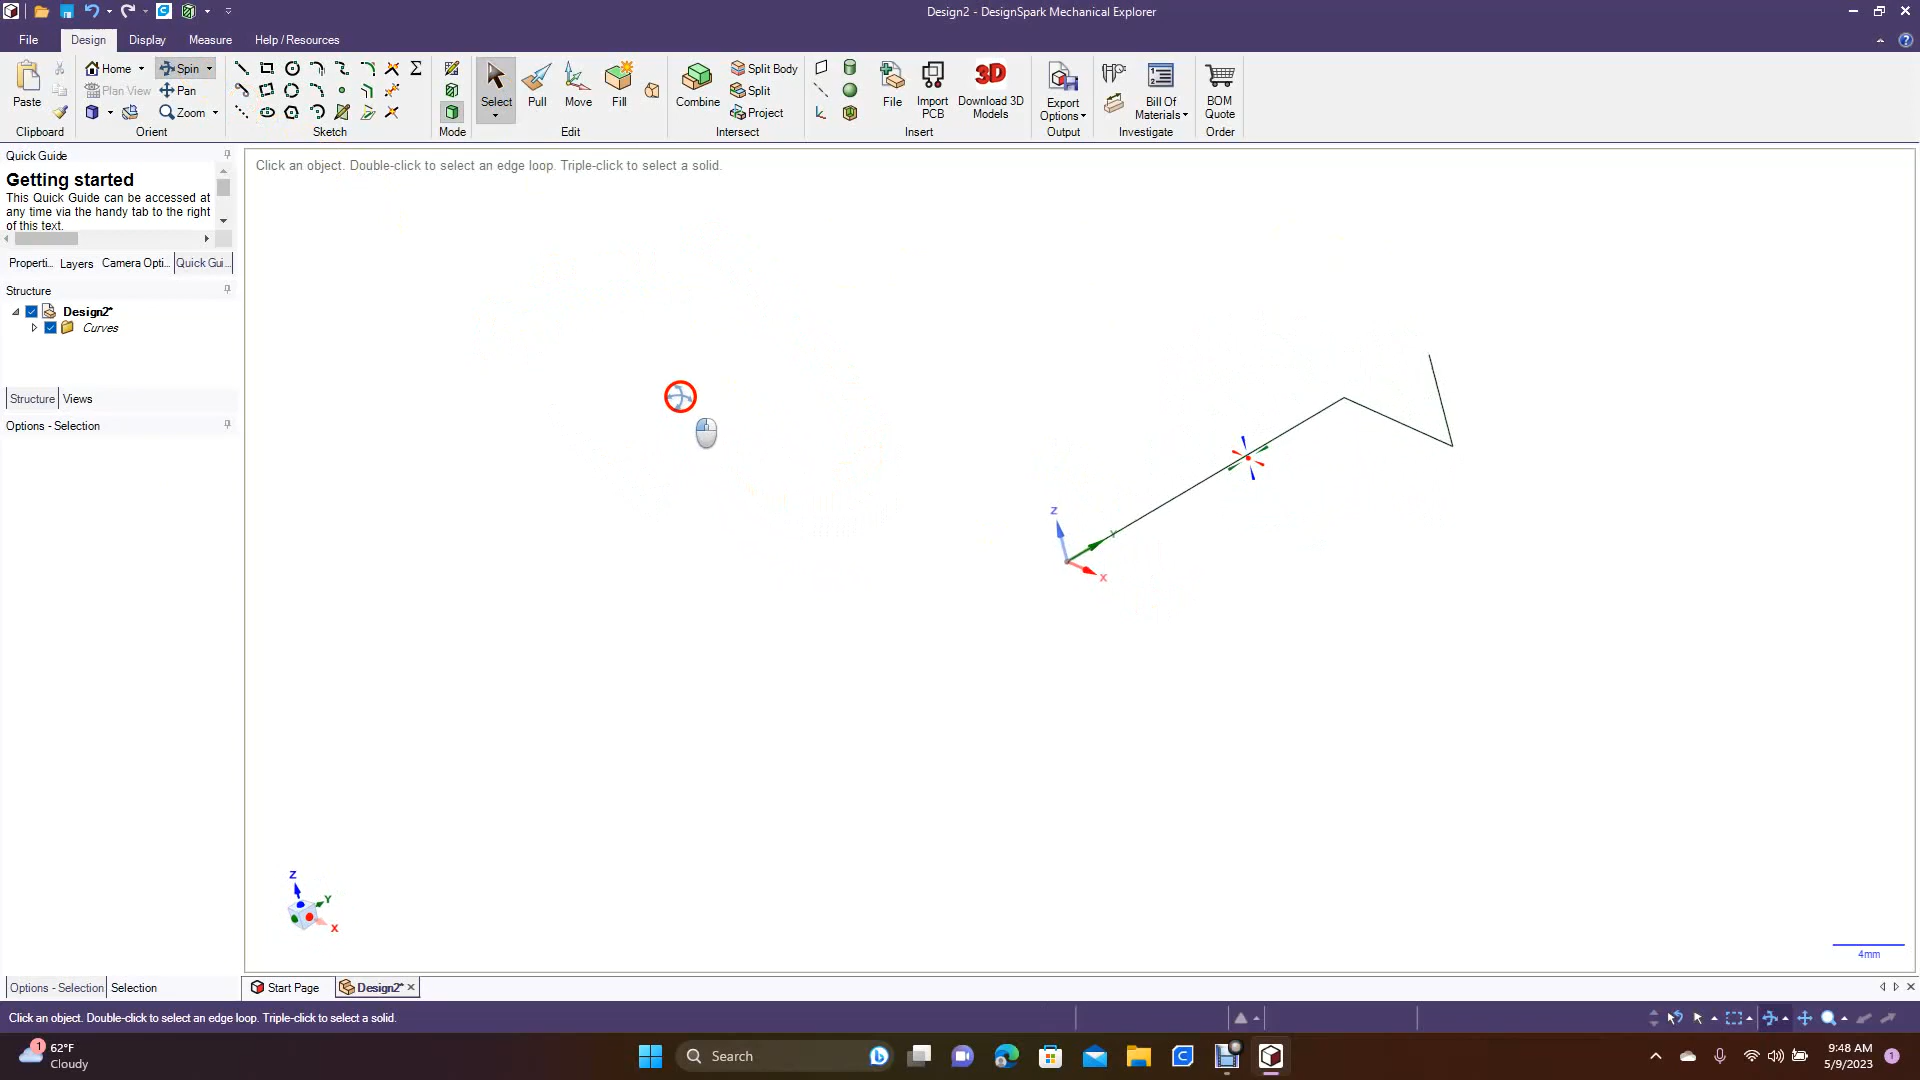 Design2 - DesignSpark Mechanical Explorer
File Design Display Measure Help / Resources
Paste
Clipboard
Home Spin
Plan View Pan
Zoom
Orient
Sketch
Mode
Select Pull Move Fill
Edit
Combine
Split Body
Split
Project
Intersect
File
Import PCB
3D
Download 3D Models
Insert
Export Options
Output
Bill Of Materials
Investigate
BOM Quote
Order
Quick Guide
Getting started
This Quick Guide can be accessed at
any time via the handy tab to the right
of this text.
Properti... Layers Camera Opti... Quick Gui...
Structure
Design2*
Curves
Structure Views
Options - Selection
Click an object. Double-click to select an edge loop. Triple-click to select a solid.
Z
Y
X
Z
Y
X
4mm
Options - Selection Selection
Start Page Design2*
Click an object. Double-click to select an edge loop. Triple-click to select a solid.
1
62°F
Cloudy
Search
9:48 AM
5/9/2023
1